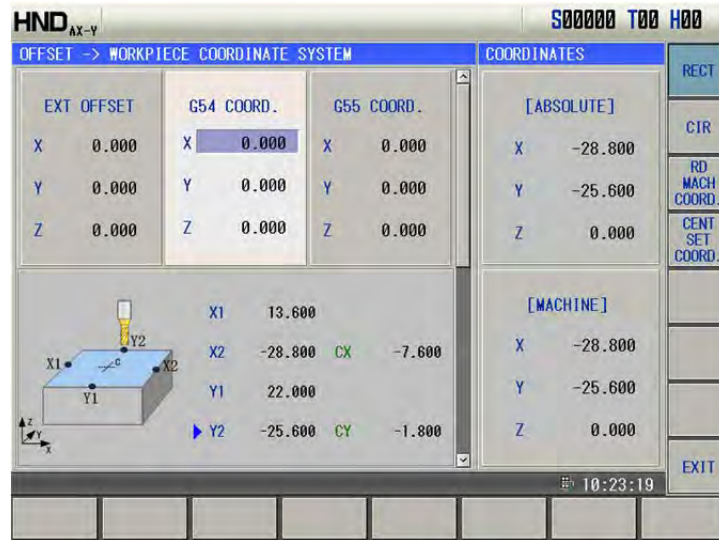 HND AX-Y S00000 T00 H00
OFFSET -> WORKPIECE COORDINATE SYSTEM
COORDINATES
EXT OFFSET G54 COORD. G55 COORD.
X 0.000 X 0.000 X 0.000
Y 0.000 Y 0.000 Y 0.000
Z 0.000 Z 0.000 Z 0.000
[ABSOLUTE]
X -28.800
Y -25.600
Z 0.000
X1 13.600
X2 -28.800 CX -7.600
Y1 22.000
Y2 -25.600 CY -1.800
Y2
X1
C
X2
Y1
Z
Y
X
[MACHINE]
X -28.800
Y -25.600
Z 0.000
10:23:19
RECT
CIR
RD
MACH
COORD.
CENT
SET
COORD.
EXIT